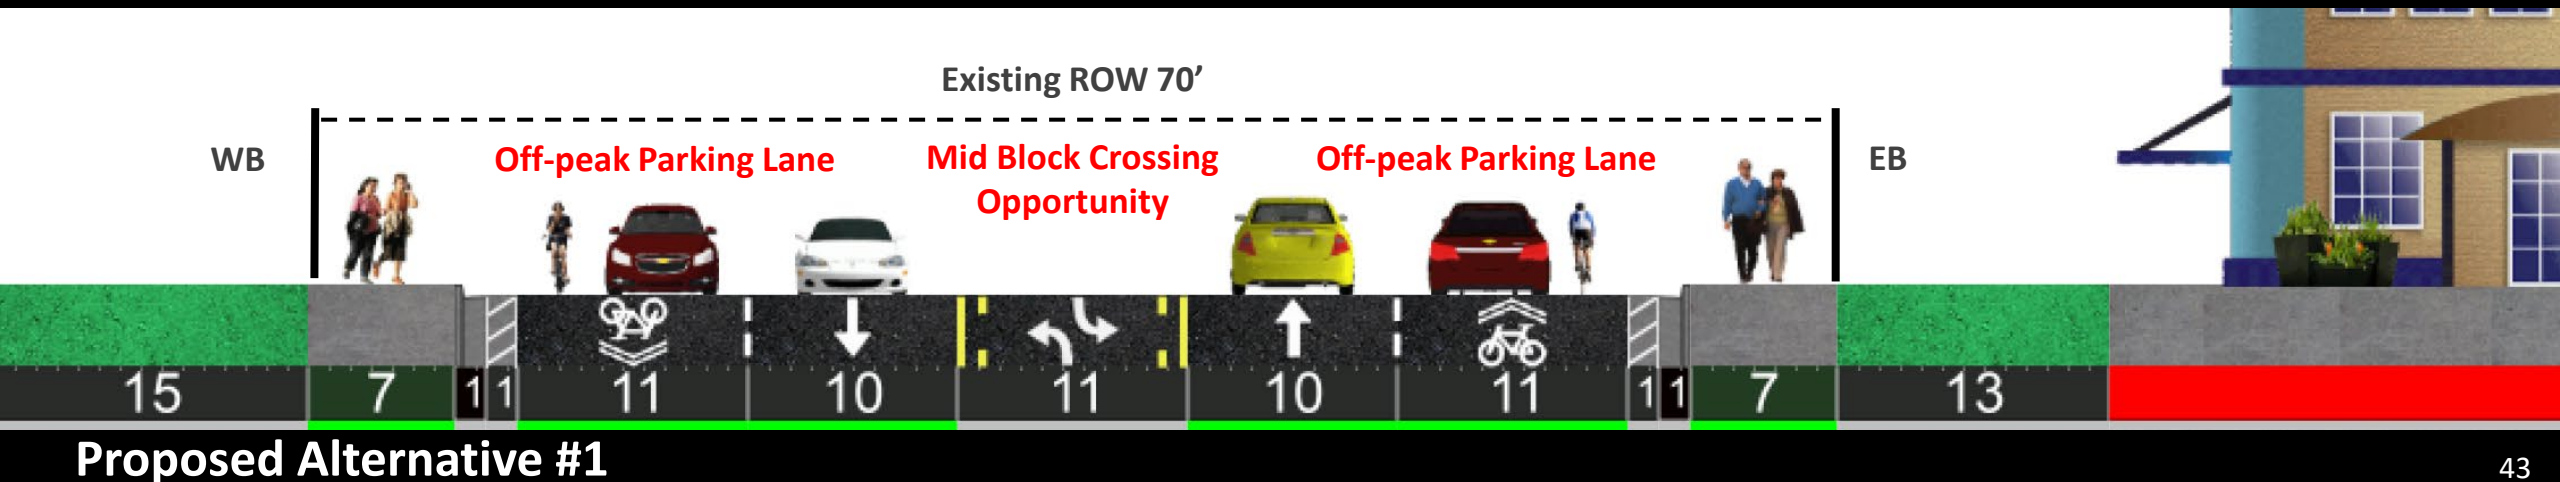 Existing ROW 70’
WB
Off-peak Parking Lane
Mid Block Crossing
Opportunity
Off-peak Parking Lane
EB
15 7 1 1 11 10 11 10 11 1 1 7 13
Proposed Alternative #1
43